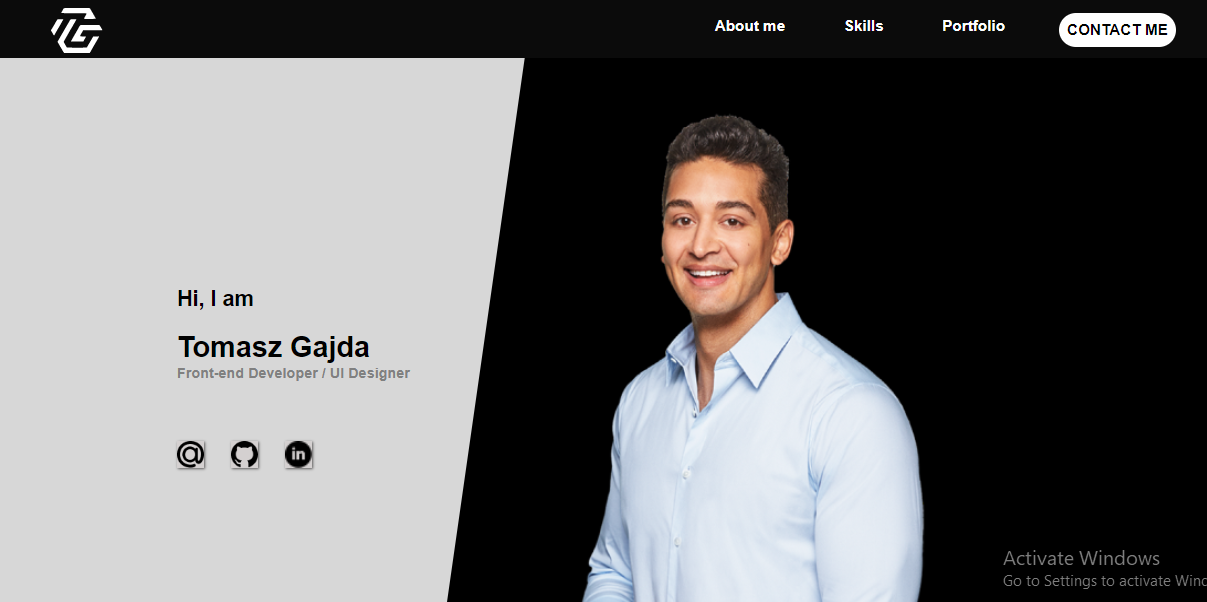 TG
About me
Skills
Portfolio
CONTACT ME
Hi, I am
Tomasz Gajda
Front-end Developer / UI Designer
@
in
Activate Windows
Go to Settings to activate Wind